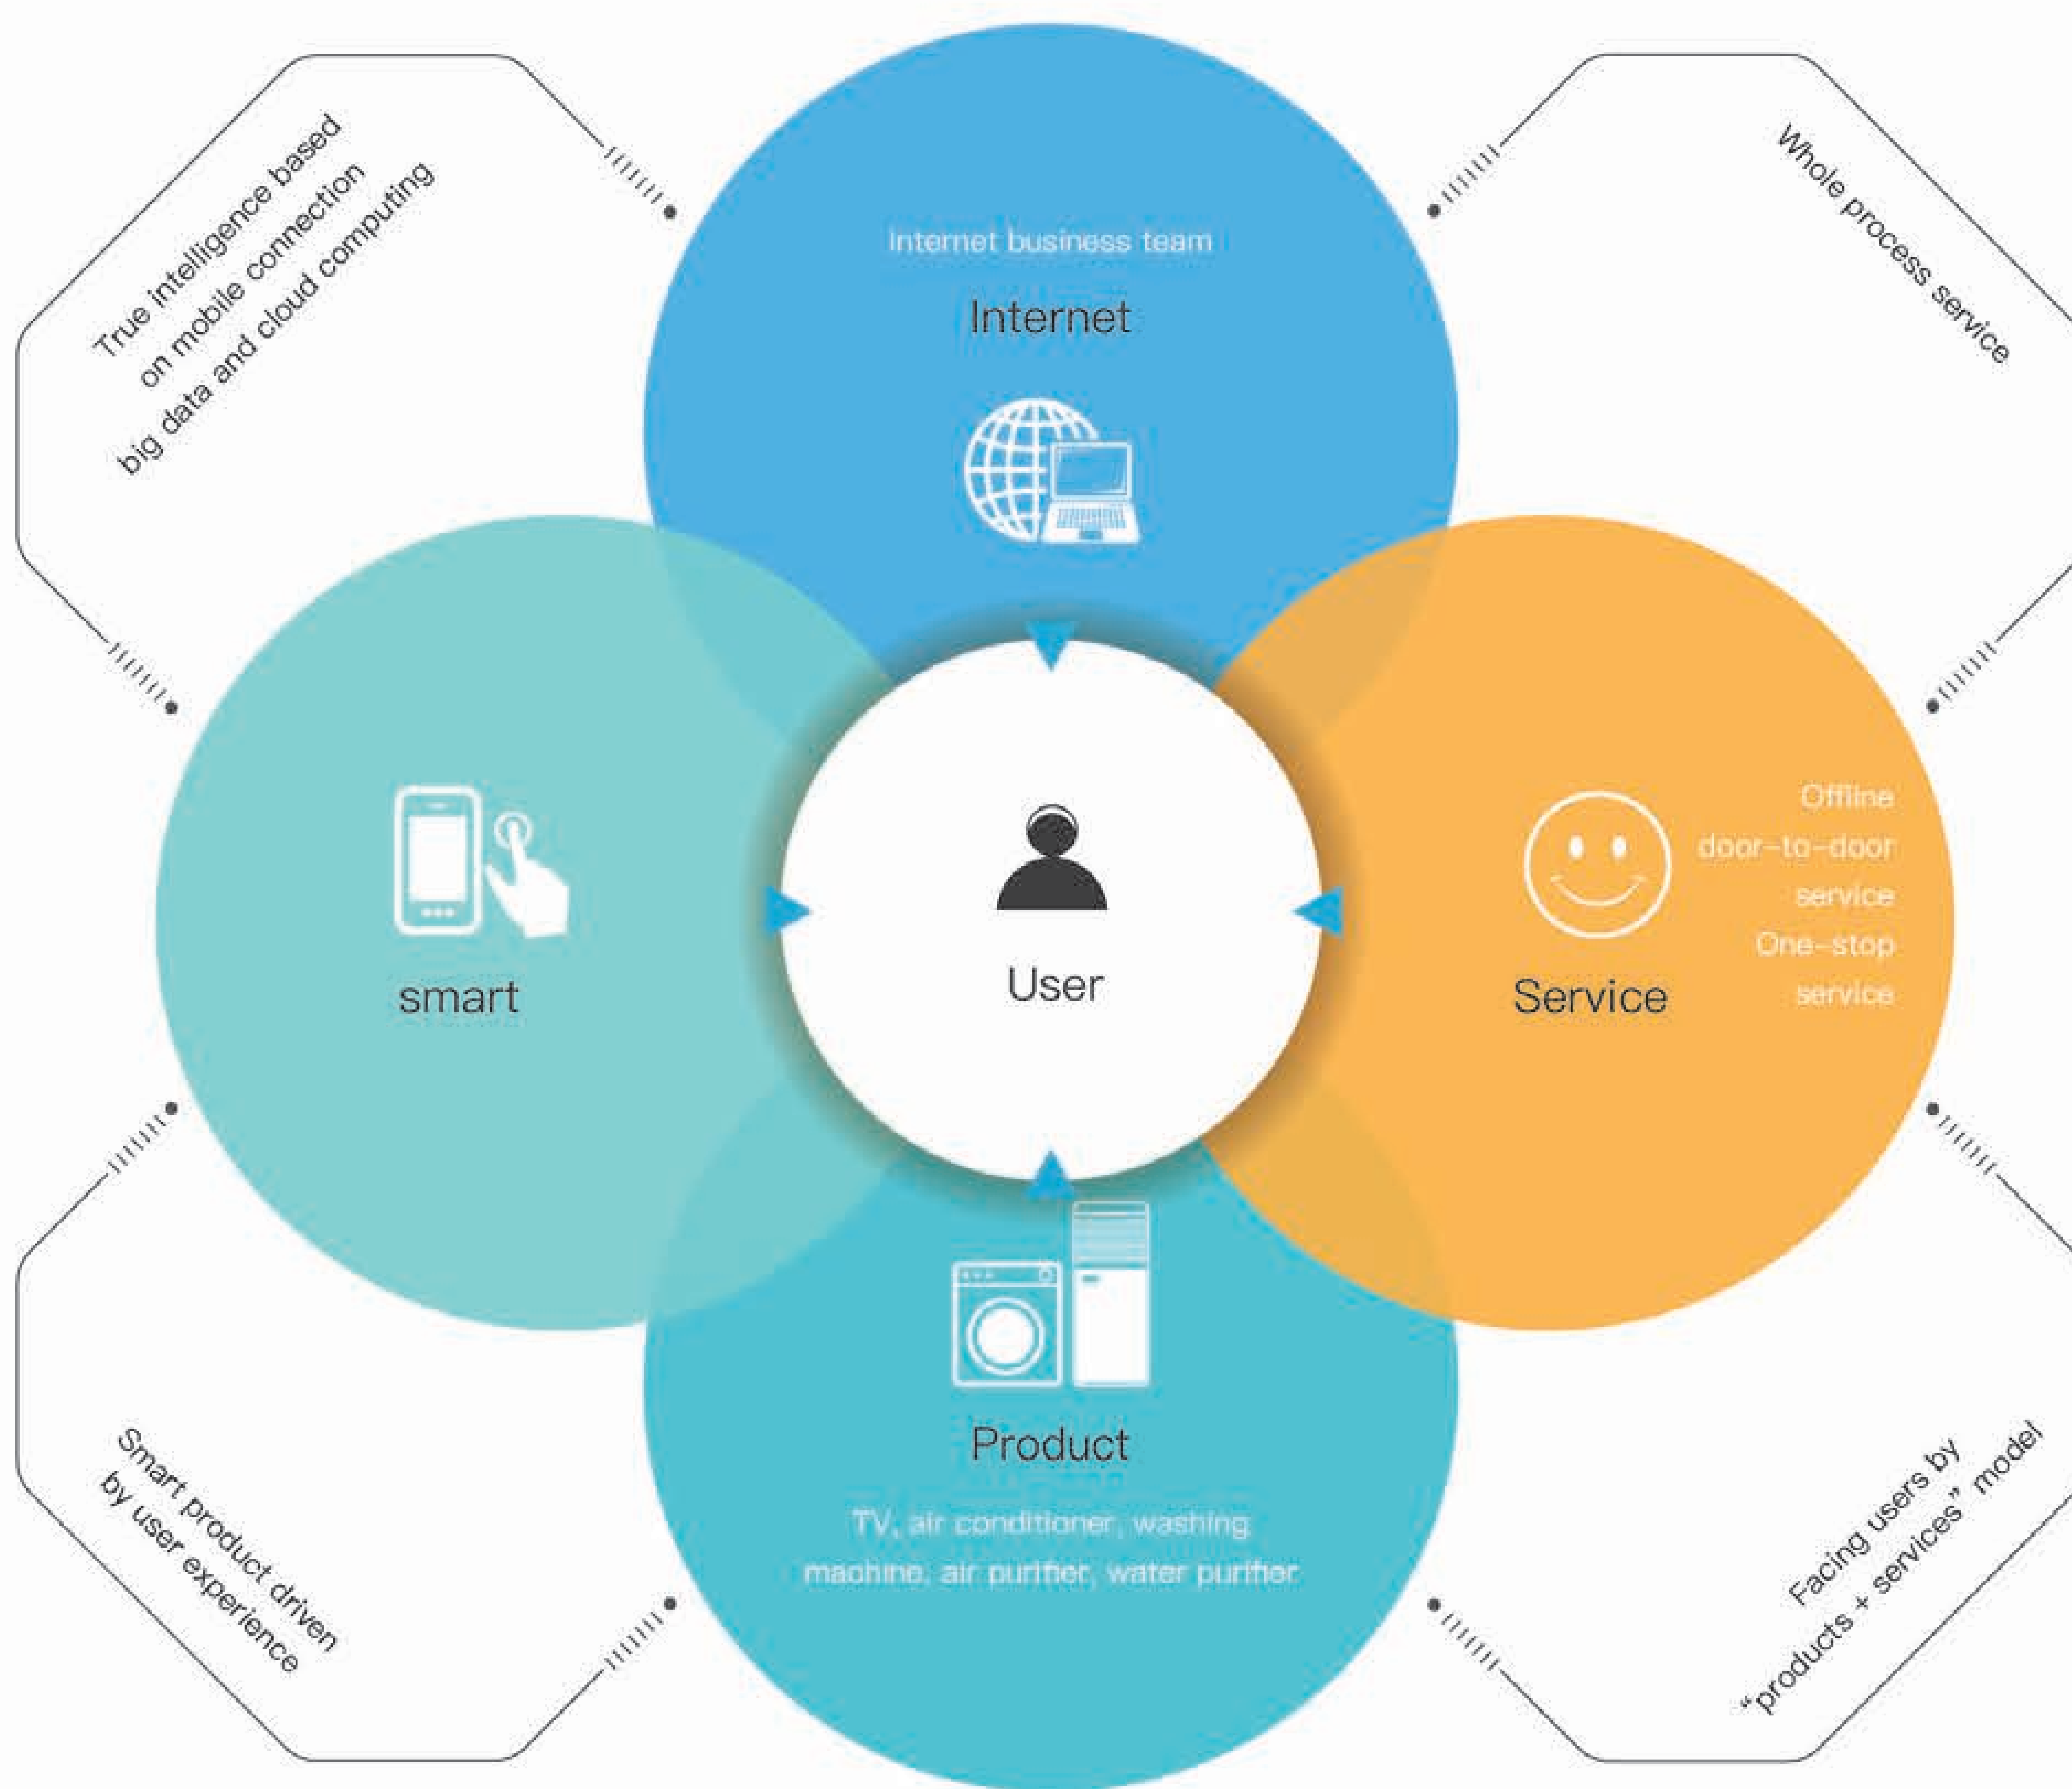 True intelligence based
on mobile connection
big data and cloud computing
Whole process service
Internet business team
Internet
smart
User
Service
Offline
door-to-door
service
One-stop
service
Product
TV, air conditioner, washing
machine, air purifier, water purifier
Smart product driven
by user experience
Facing users by
“products + services” model